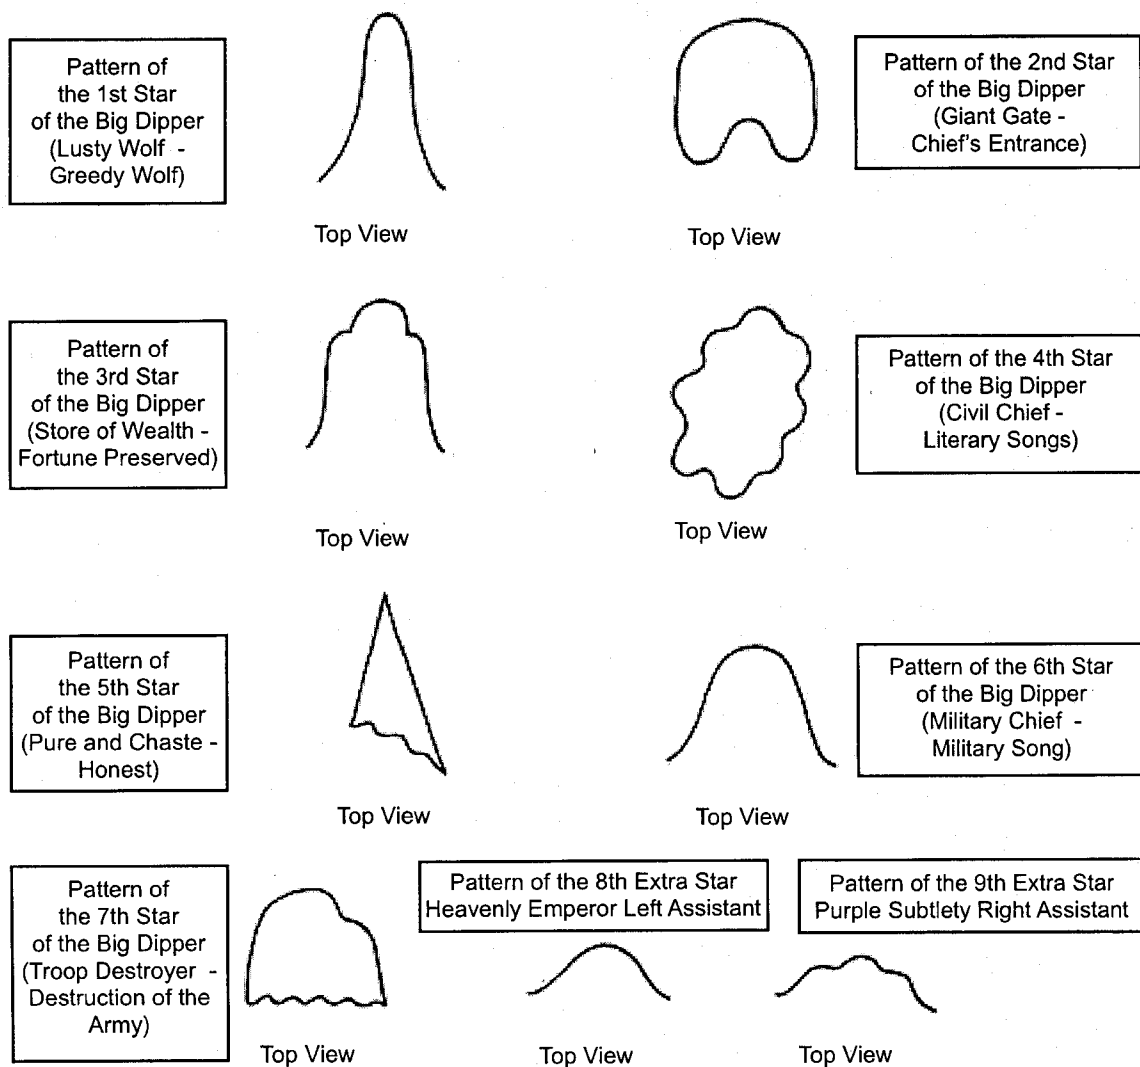 Pattern of
the 1st Star
of the Big Dipper
(Lusty Wolf -
Greedy Wolf)
Top View
Pattern of the 2nd Star
of the Big Dipper
(Giant Gate -
Chief's Entrance)
Top View
Pattern of
the 3rd Star
of the Big Dipper
(Store of Wealth -
Fortune Preserved)
Top View
Pattern of the 4th Star
of the Big Dipper
(Civil Chief -
Literary Songs)
Top View
Pattern of
the 5th Star
of the Big Dipper
(Pure and Chaste -
Honest)
Top View
Pattern of the 6th Star
of the Big Dipper
(Military Chief -
Military Song)
Top View
Pattern of
the 7th Star
of the Big Dipper
(Troop Destroyer -
Destruction of the
Army)
Top View
Pattern of the 8th Extra Star
Heavenly Emperor Left Assistant
Top View
Pattern of the 9th Extra Star
Purple Subtlety Right Assistant
Top View